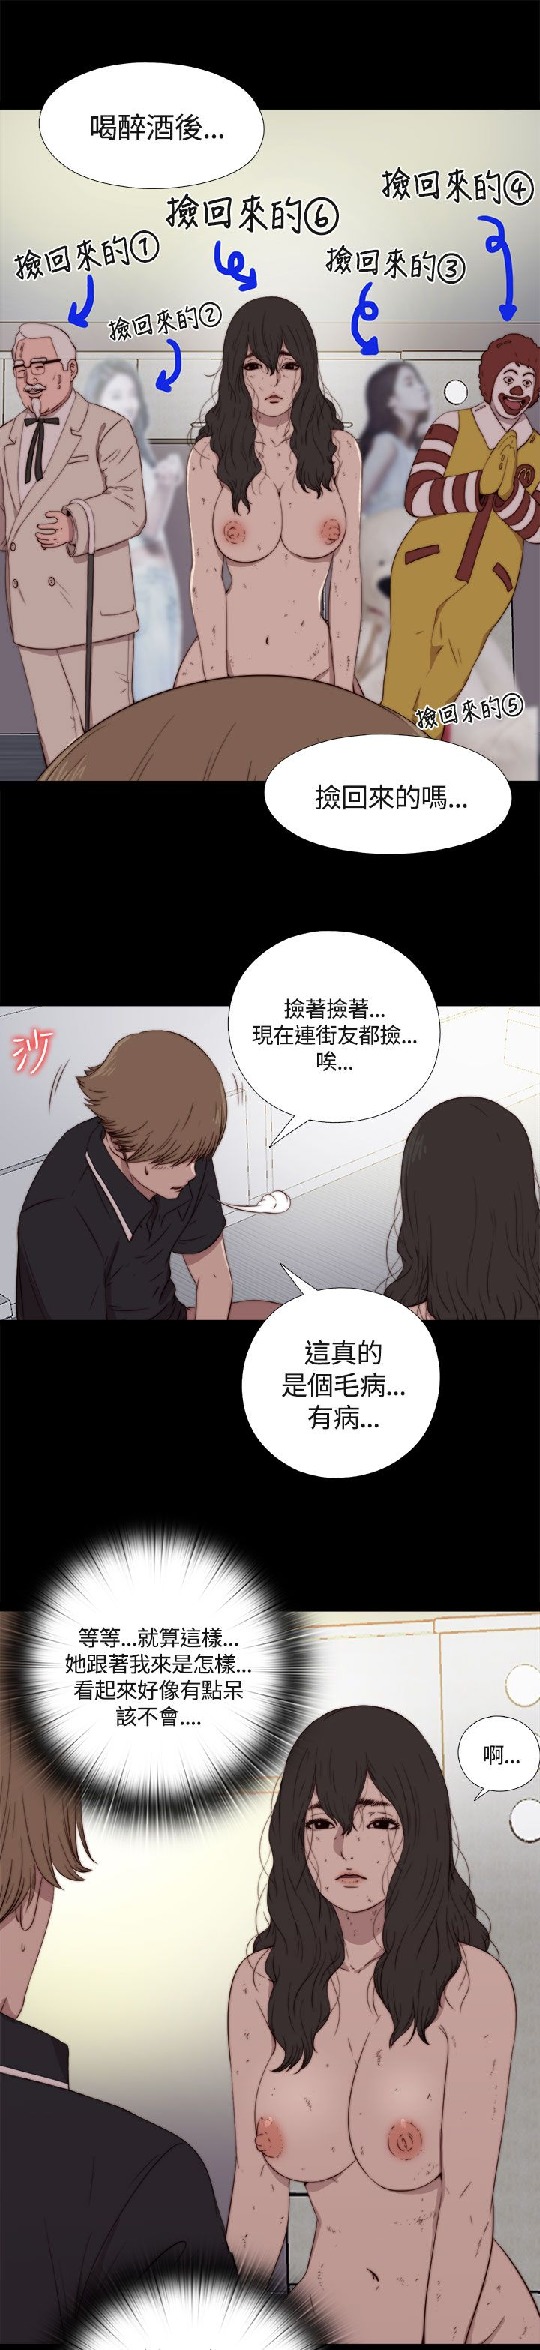 喝醉酒後...
撿回來的④
撿回來的⑥
撿回來的①
撿回來的③
撿回來的②
撿回來的⑤
撿回來的嗎...
撿著撿著...
現在連街友都撿...
唉...
沙
這真的
是個毛病...
有病...
等等...就算這樣...
她跟著我來是怎樣...
看起來好像有點呆
該不會....
啊...